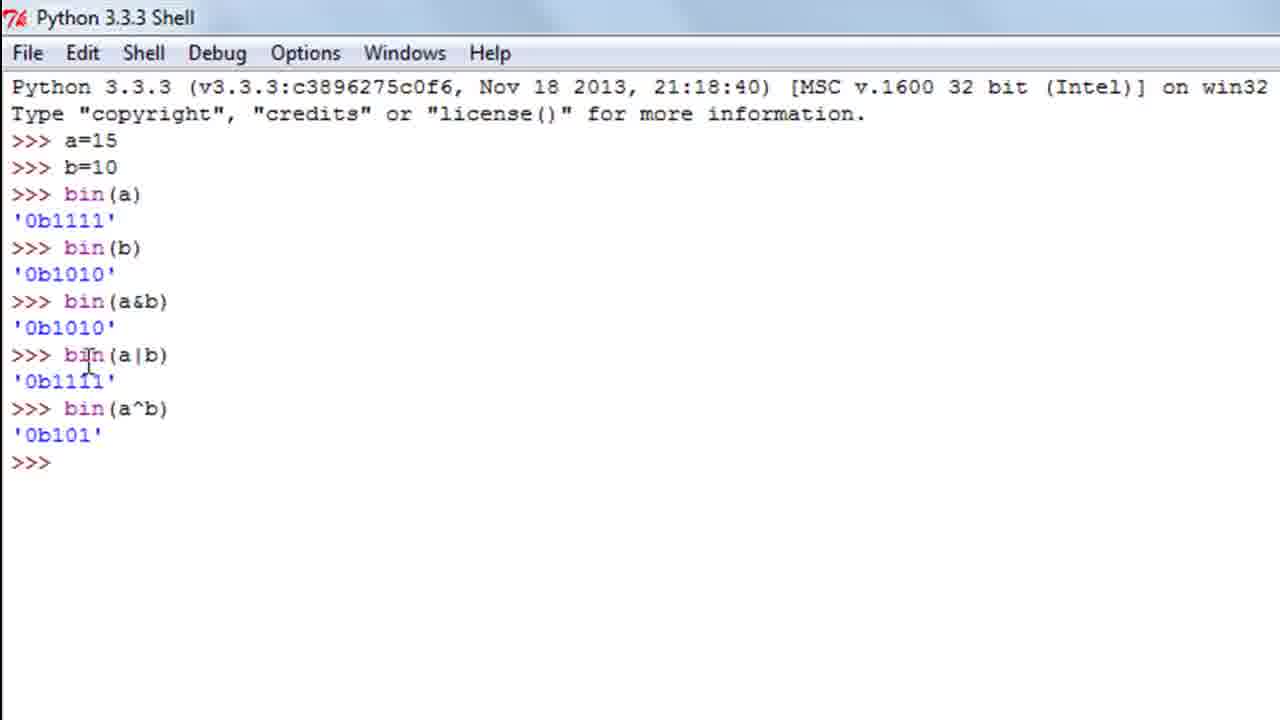 Python 3.3.3 Shell
File Edit Shell Debug Options Windows Help
Python 3.3.3 (v3.3.3:c3896275c0f6, Nov 18 2013, 21:18:40) [MSC v.1600 32 bit (Intel)] on win32
Type "copyright", "credits" or "license()" for more information.
>>> a=15
>>> b=10
>>> bin(a)
'0b1111'
>>> bin(b)
'0b1010'
>>> bin(a&b)
'0b1010'
>>> bin(a|b)
'0b1111'
>>> bin(a^b)
'0b101'
>>>